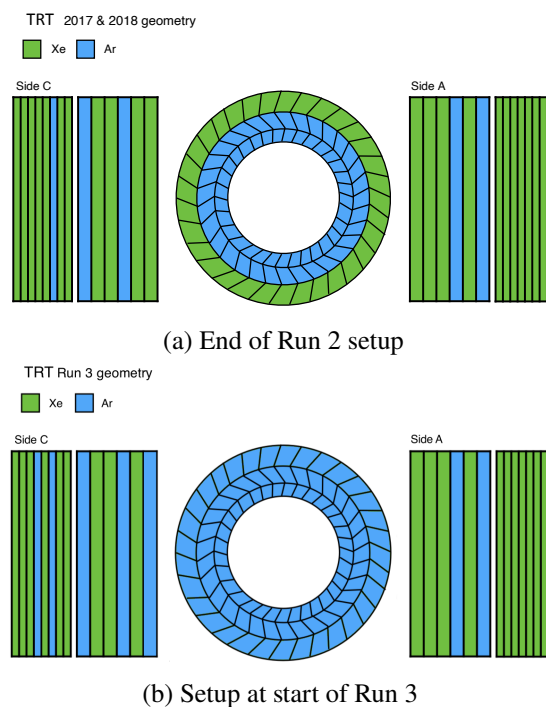 TRT 2017 & 2018 geometry
Xe Ar
Side C Side A
(a) End of Run 2 setup
TRT Run 3 geometry
Xe Ar
Side C Side A
(b) Setup at start of Run 3